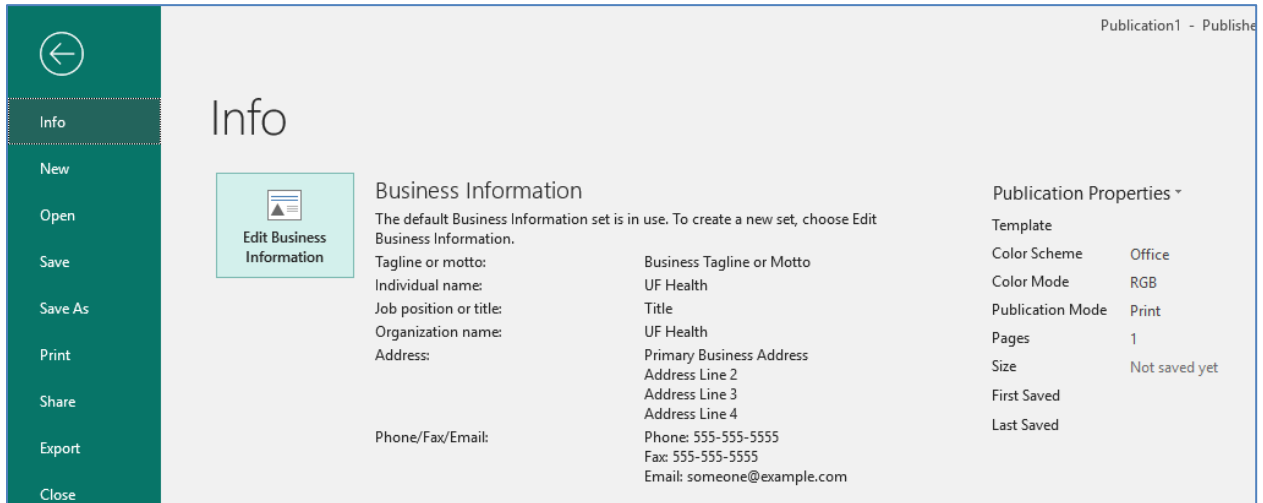 Publication1 - Publishe
Info
New
Open
Save
Save As
Print
Share
Export
Close
Info
Edit Business
Information
Business Information
The default Business Information set is in use. To create a new set, choose Edit
Business Information.
Tagline or motto: Business Tagline or Motto
Individual name: UF Health
Job position or title: Title
Organization name: UF Health
Address: Primary Business Address
Address Line 2
Address Line 3
Address Line 4
Phone/Fax/Email: Phone: 555-555-5555
Fax: 555-555-5555
Email: someone@example.com
Publication Properties
Template
Color Scheme Office
Color Mode RGB
Publication Mode Print
Pages 1
Size Not saved yet
First Saved
Last Saved